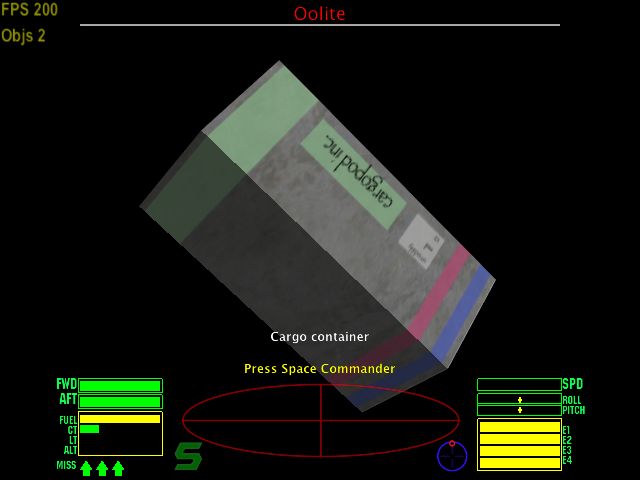 FPS 200
Oolite
Objs 2
cargopod inc.
Cargo container
Press Space Commander
FWD
AFT
FUEL
CT
LT
ALT
MISS
S
SPD
ROLL
PITCH
E1
E2
E3
E4